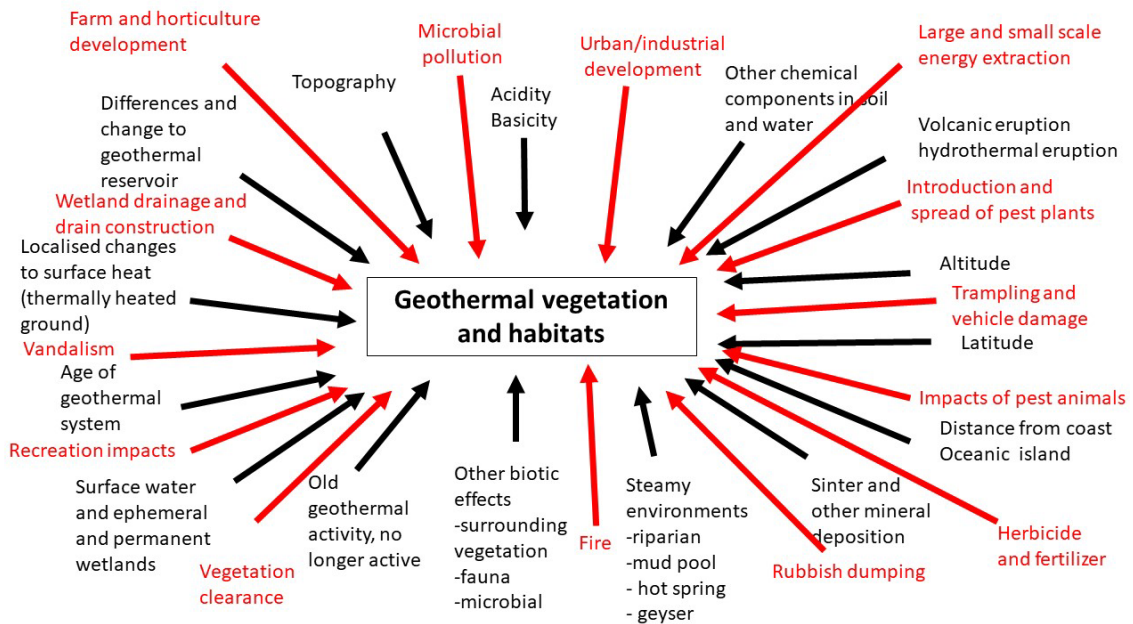 Farm and horticulture
development
Microbial
pollution
Urban/industrial
development
Large and small scale
energy extraction
Topography
Acidity
Basicity
Other chemical
components in soil
and water
Differences and
change to
geothermal
reservoir
Volcanic eruption
hydrothermal eruption
Wetland drainage and
drain construction
Introduction and
spread of pest plants
Localised changes
to surface heat
(thermally heated
ground)
Altitude
Geothermal vegetation
and habitats
Trampling and
vehicle damage
Vandalism
Latitude
Age of
geothermal
system
Impacts of pest animals
Recreation impacts
Distance from coast
Oceanic island
Surface water
and ephemeral
and permanent
wetlands
Old
geothermal
activity, no
longer active
Other biotic
effects
-surrounding
vegetation
-fauna
-microbial
Fire
Steamy
environments
-riparian
-mud pool
- hot spring
- geyser
Sinter and
other mineral
deposition
Herbicide
and fertilizer
Vegetation
clearance
Rubbish dumping